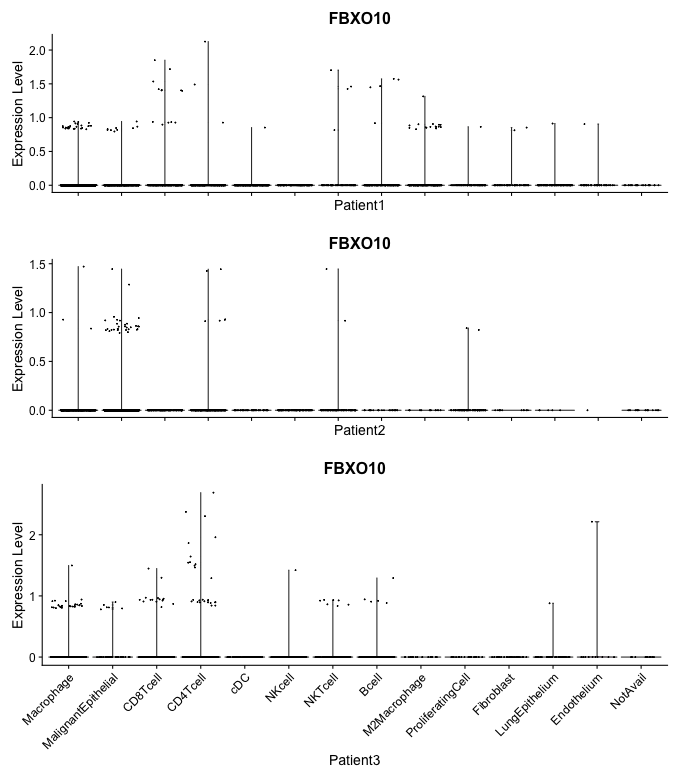 FBXO10
Expression Level
2.0
1.5
1.0
0.5
0.0
Patient1
FBXO10
Expression Level
1.5
1.0
0.5
0.0
Patient2
FBXO10
Expression Level
2
1
0
Macrophage
MalignantEpithelial
CD8Tcell
CD4Tcell
cDC
NKcell
NKTcell
Bcell
M2Macrophage
ProliferatingCell
Fibroblast
LungEpithelium
Endothelium
NotAvail
Patient3